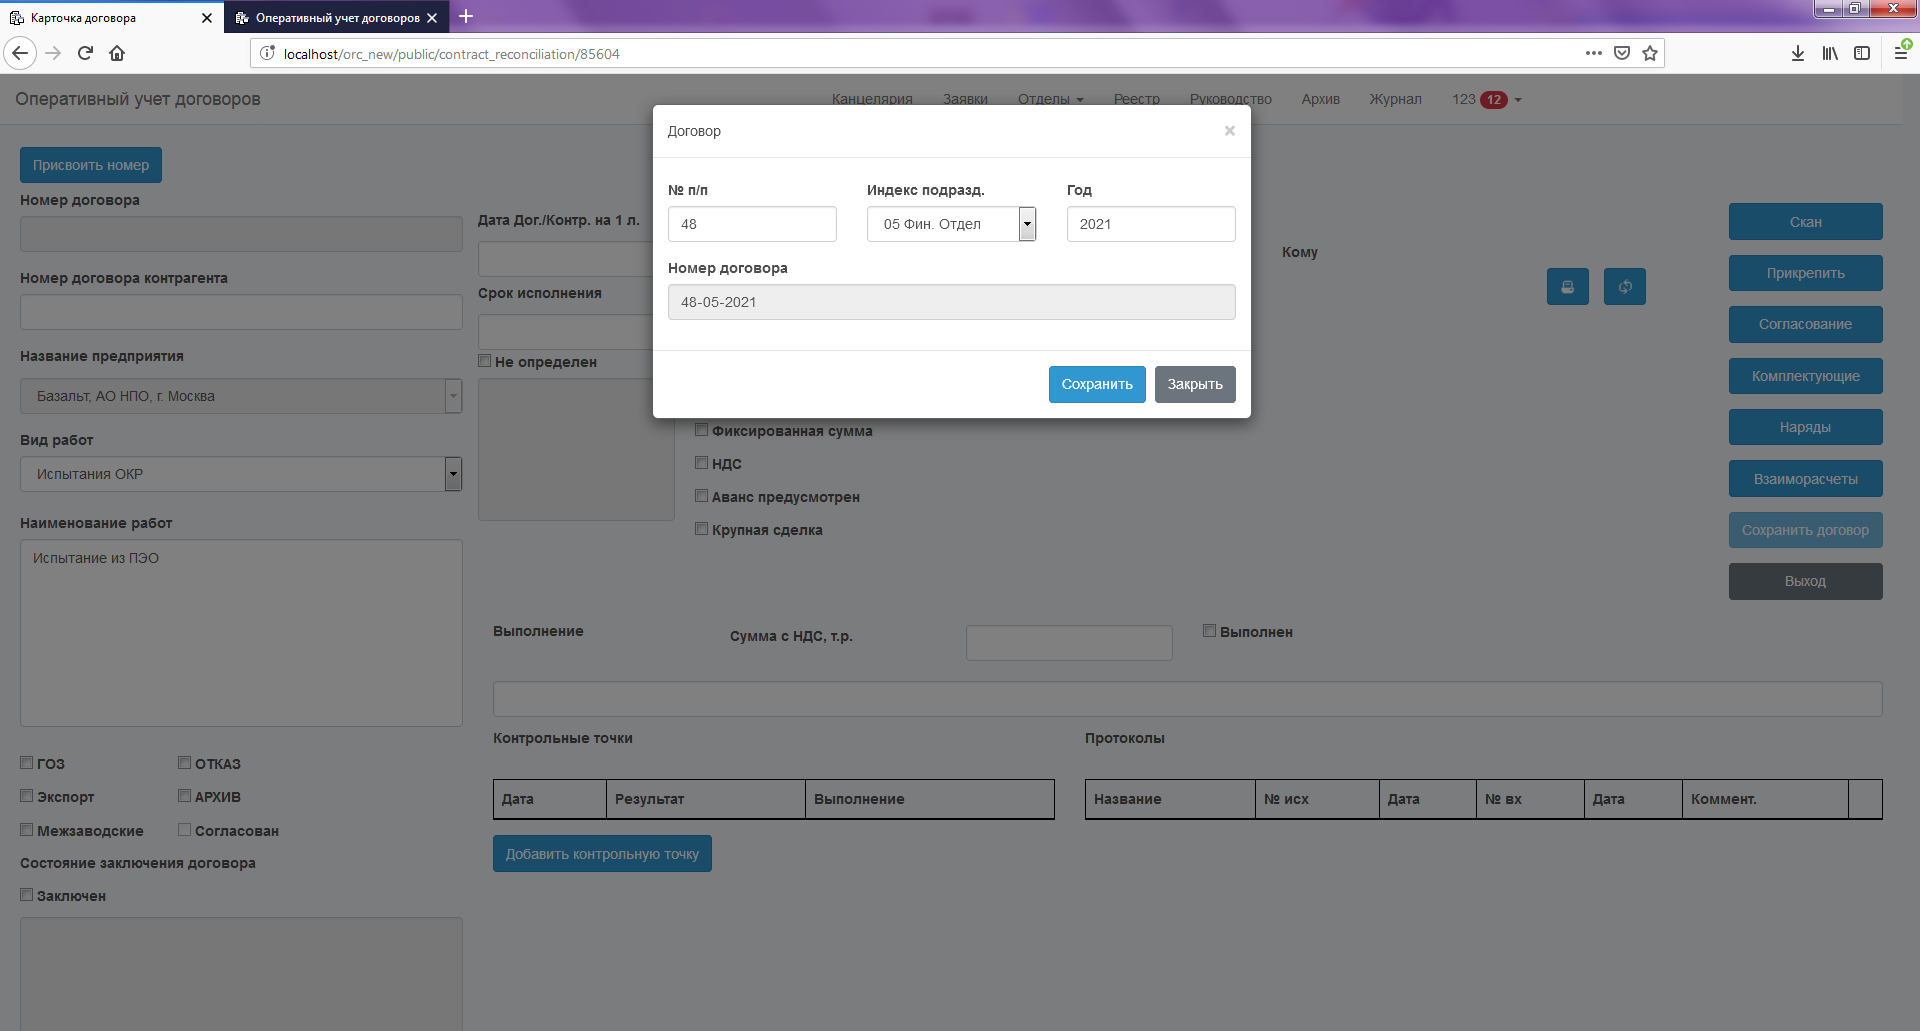 Карточка договора
Оперативный учет договоров
localhost/orc_new/public/contract_reconciliation/85604
Оперативный учет договоров
Канцелярия Заявки Отделы Реестр Руководство Архив Журнал 123 12
Договор
№ п/п Индекс подразд. Год
48 05 Фин. Отдел 2021
Номер договора
48-05-2021
Сохранить Закрыть
Присвоить номер
Номер договора
Номер договора контрагента
Название предприятия
Базальт, АО НПО, г. Москва
Вид работ
Испытания ОКР
Наименование работ
Испытание из ПЭО
ГОЗ ОТКАЗ
Экспорт АРХИВ
Межзаводские Согласован
Состояние заключения договора
Заключен
Дата Дог./Контр. на 1 л.
Срок исполнения
Не определен
Фиксированная сумма
НДС
Аванс предусмотрен
Крупная сделка
Кому
Скан
Прикрепить
Согласование
Комплектующие
Наряды
Взаиморасчеты
Сохранить договор
Выход
Выполнение Сумма с НДС, т.р. Выполнен
Контрольные точки
Дата Результат Выполнение
Добавить контрольную точку
Протоколы
Название № исх Дата № вх Дата Коммент.